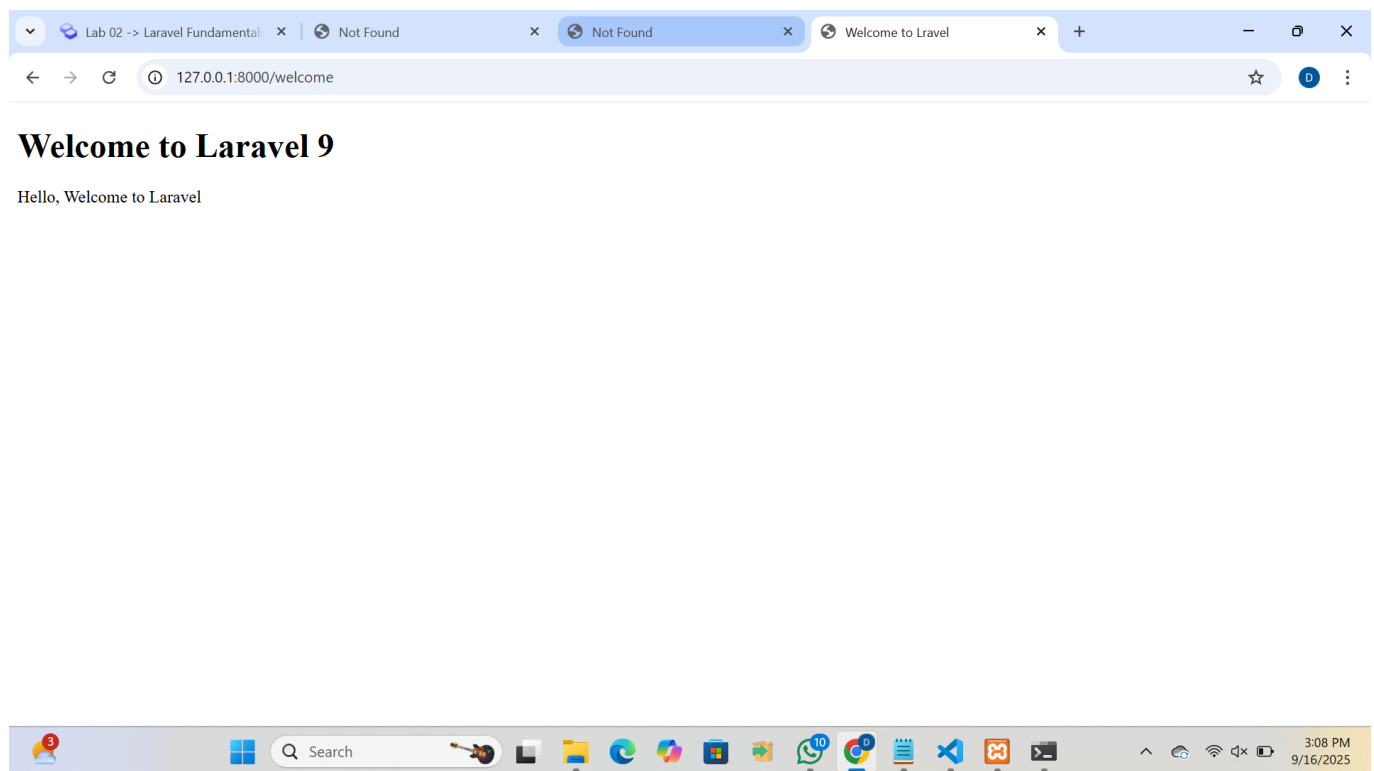 Lab 02 -> Laravel Fundamental
Not Found
Not Found
Welcome to Lravel
127.0.0.1:8000/welcome
D
Welcome to Laravel 9
Hello, Welcome to Laravel
3
Search
10
D
3:08 PM
9/16/2025